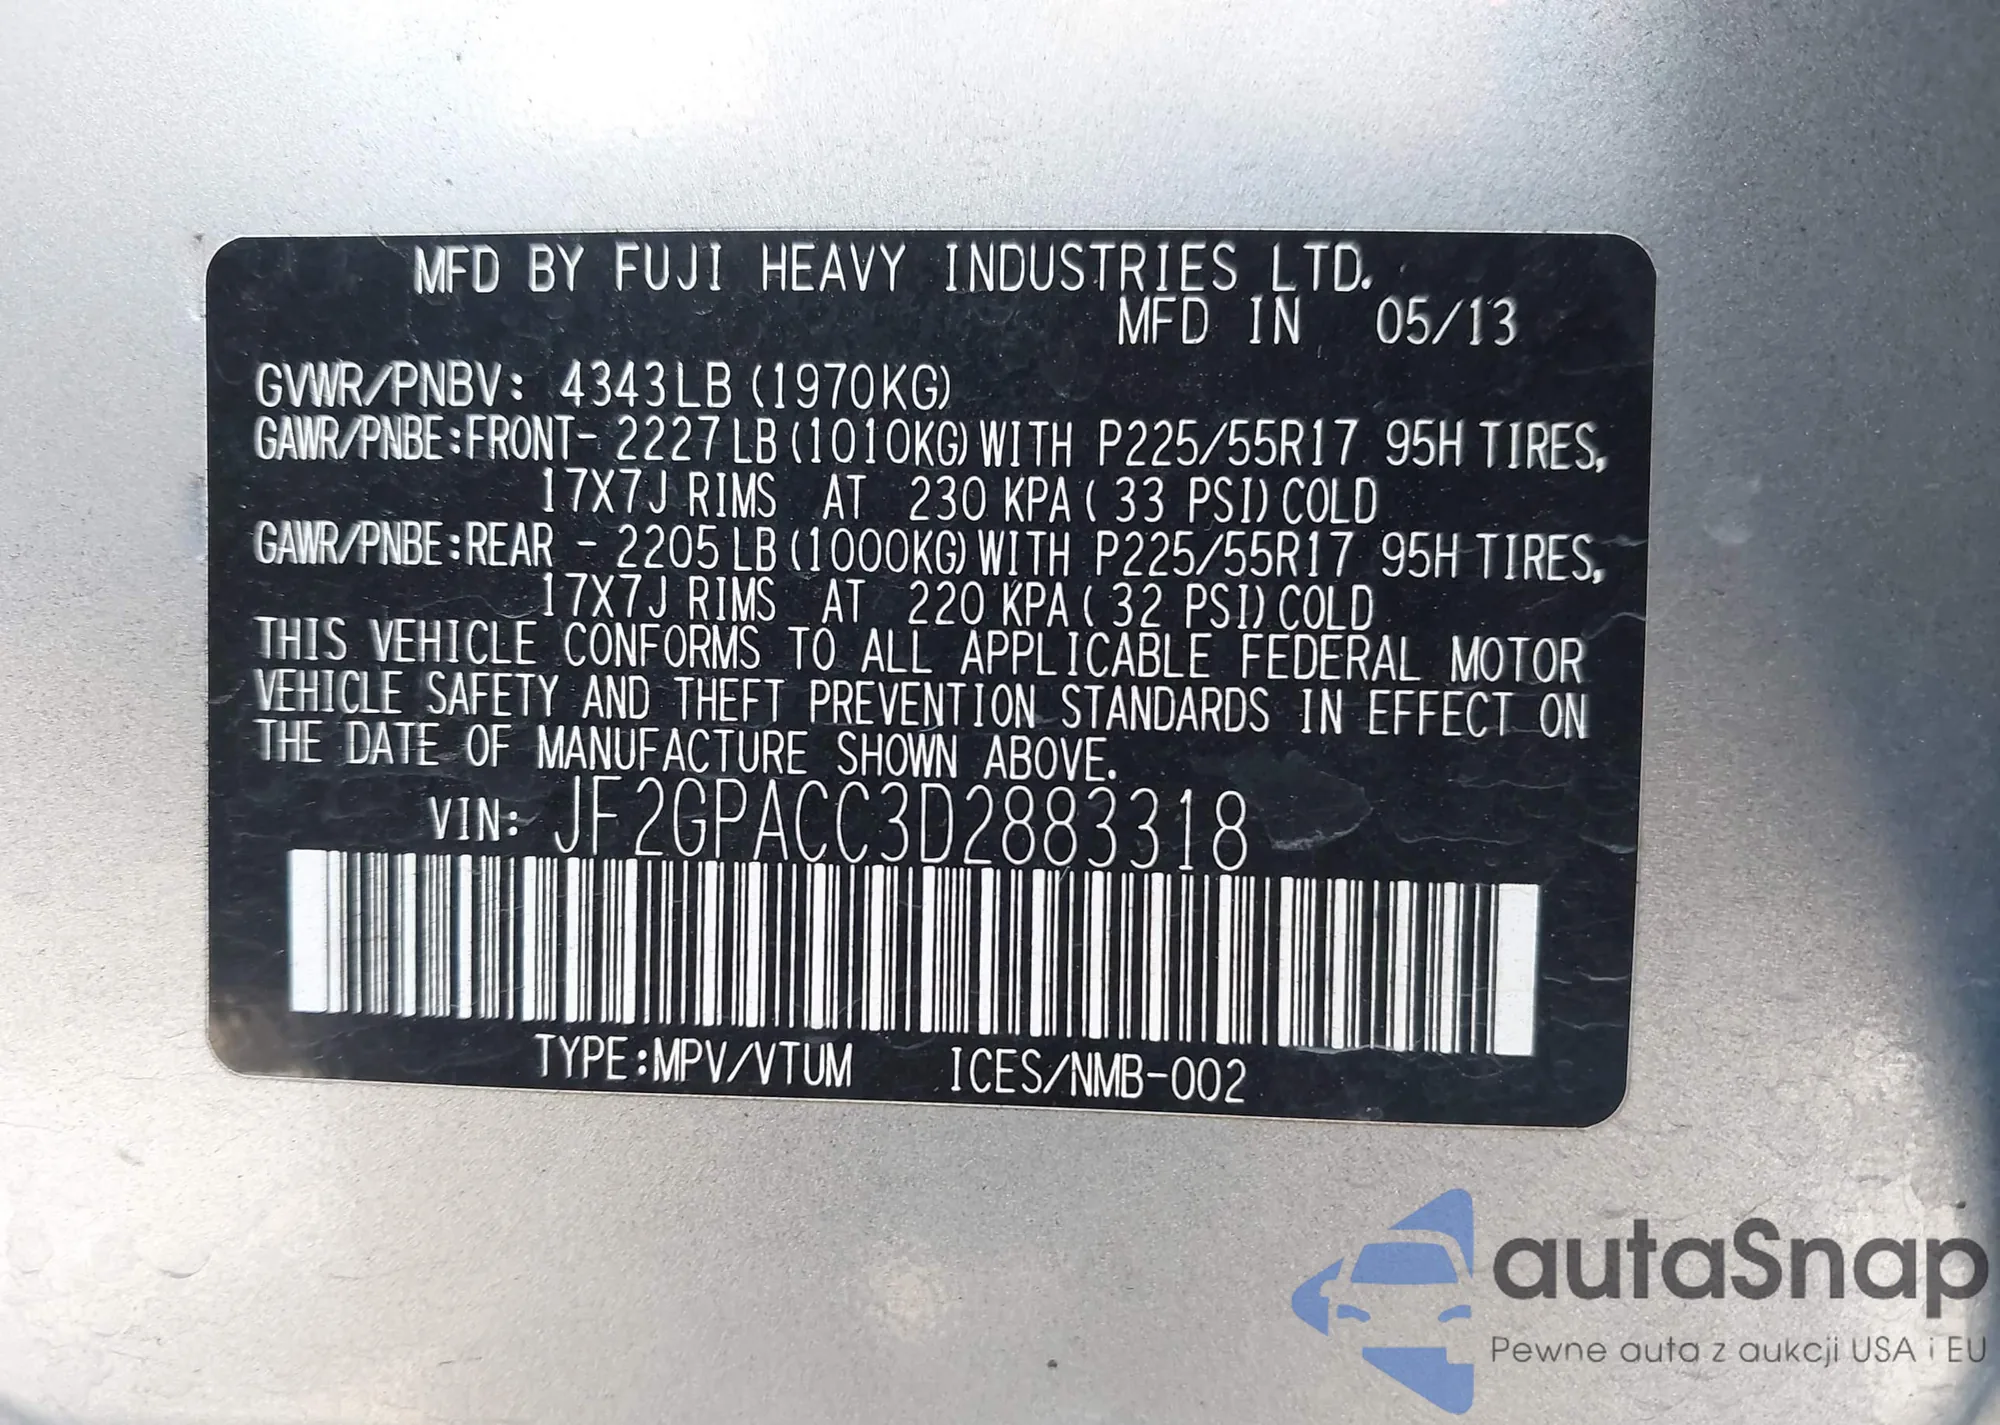 MFD BY FUJI HEAVY INDUSTRIES LTD.
MFD IN 05/13
GVWR/PNBV: 4343LB (1970KG)
GAWR/PNBE:FRONT- 2227LB (1010KG) WITH P225/55R17 95H TIRES,
17X7J RIMS AT 230 KPA ( 33 PSI) COLD
GAWR/PNBE:REAR - 2205LB (1000KG) WITH P225/55R17 95H TIRES,
17X7J RIMS AT 220 KPA ( 32 PSI) COLD
THIS VEHICLE CONFORMS TO ALL APPLICABLE FEDERAL MOTOR
VEHICLE SAFETY AND THEFT PREVENTION STANDARDS IN EFFECT ON
THE DATE OF MANUFACTURE SHOWN ABOVE.
VIN: JF2GPACC3D2883318
TYPE:MPV/VTUM ICES/NMB-002
autaSnap
Pewne auta z aukcji USA i EU